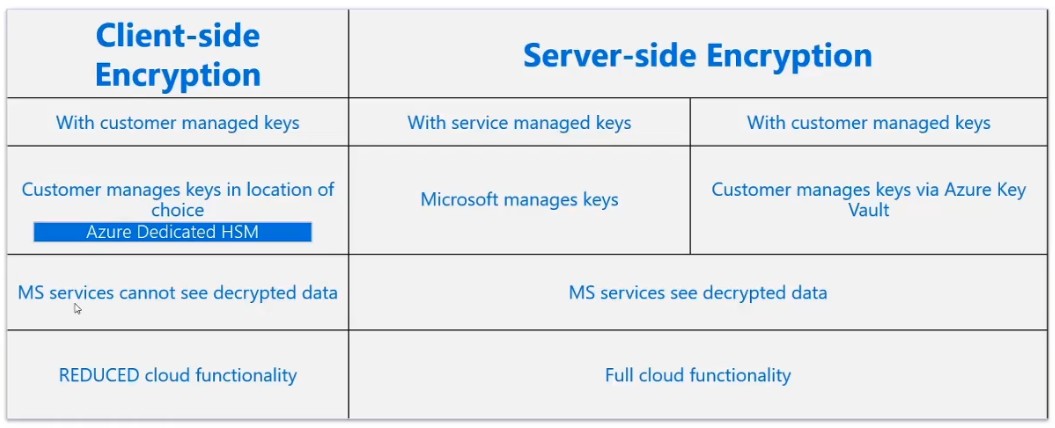 Client-side
Encryption
Server-side Encryption
With customer managed keys
With service managed keys
With customer managed keys
Customer manages keys in location of
choice
Azure Dedicated HSM
Microsoft manages keys
Customer manages keys via Azure Key
Vault
MS services cannot see decrypted data
MS services see decrypted data
REDUCED cloud functionality
Full cloud functionality